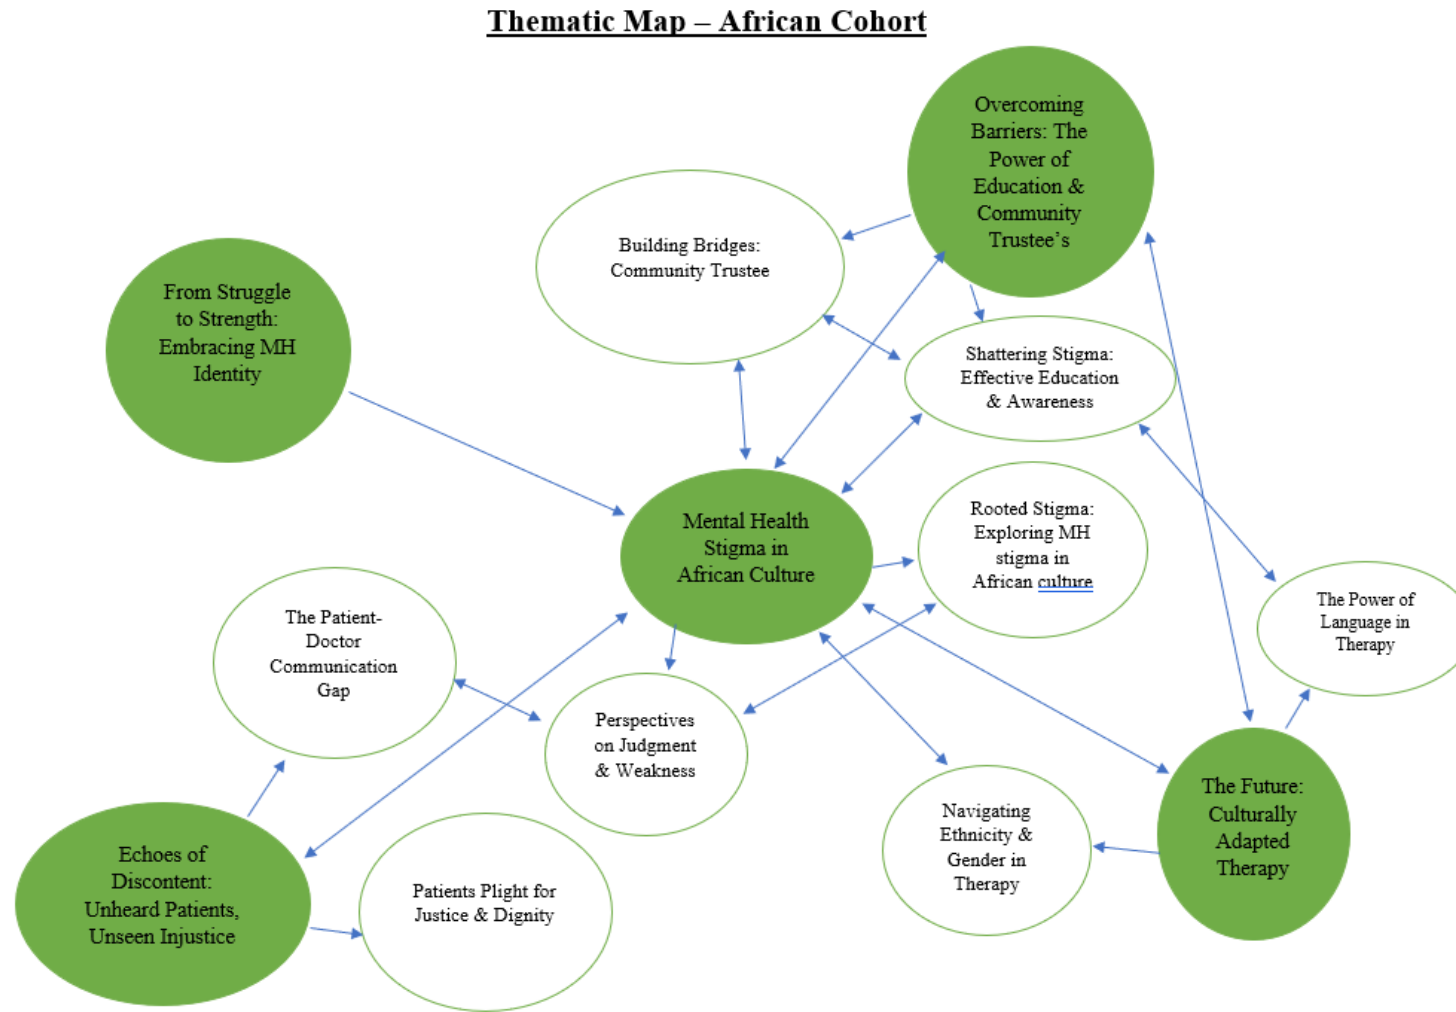 Thematic Map – African Cohort
Overcoming
Barriers: The
Power of
Education &
Community
Trustee’s
Building Bridges:
Community Trustee
From Struggle
to Strength:
Embracing MH
Identity
Shattering Stigma:
Effective Education
& Awareness
Mental Health
Stigma in
African Culture
Rooted Stigma:
Exploring MH
stigma in
African culture
The Power of
Language in
Therapy
The Patient-
Doctor
Communication
Gap
Perspectives
on Judgment
& Weakness
Navigating
Ethnicity &
Gender in
Therapy
The Future:
Culturally
Adapted
Therapy
Echoes of
Discontent:
Unheard Patients,
Unseen Injustice
Patients Plight for
Justice & Dignity